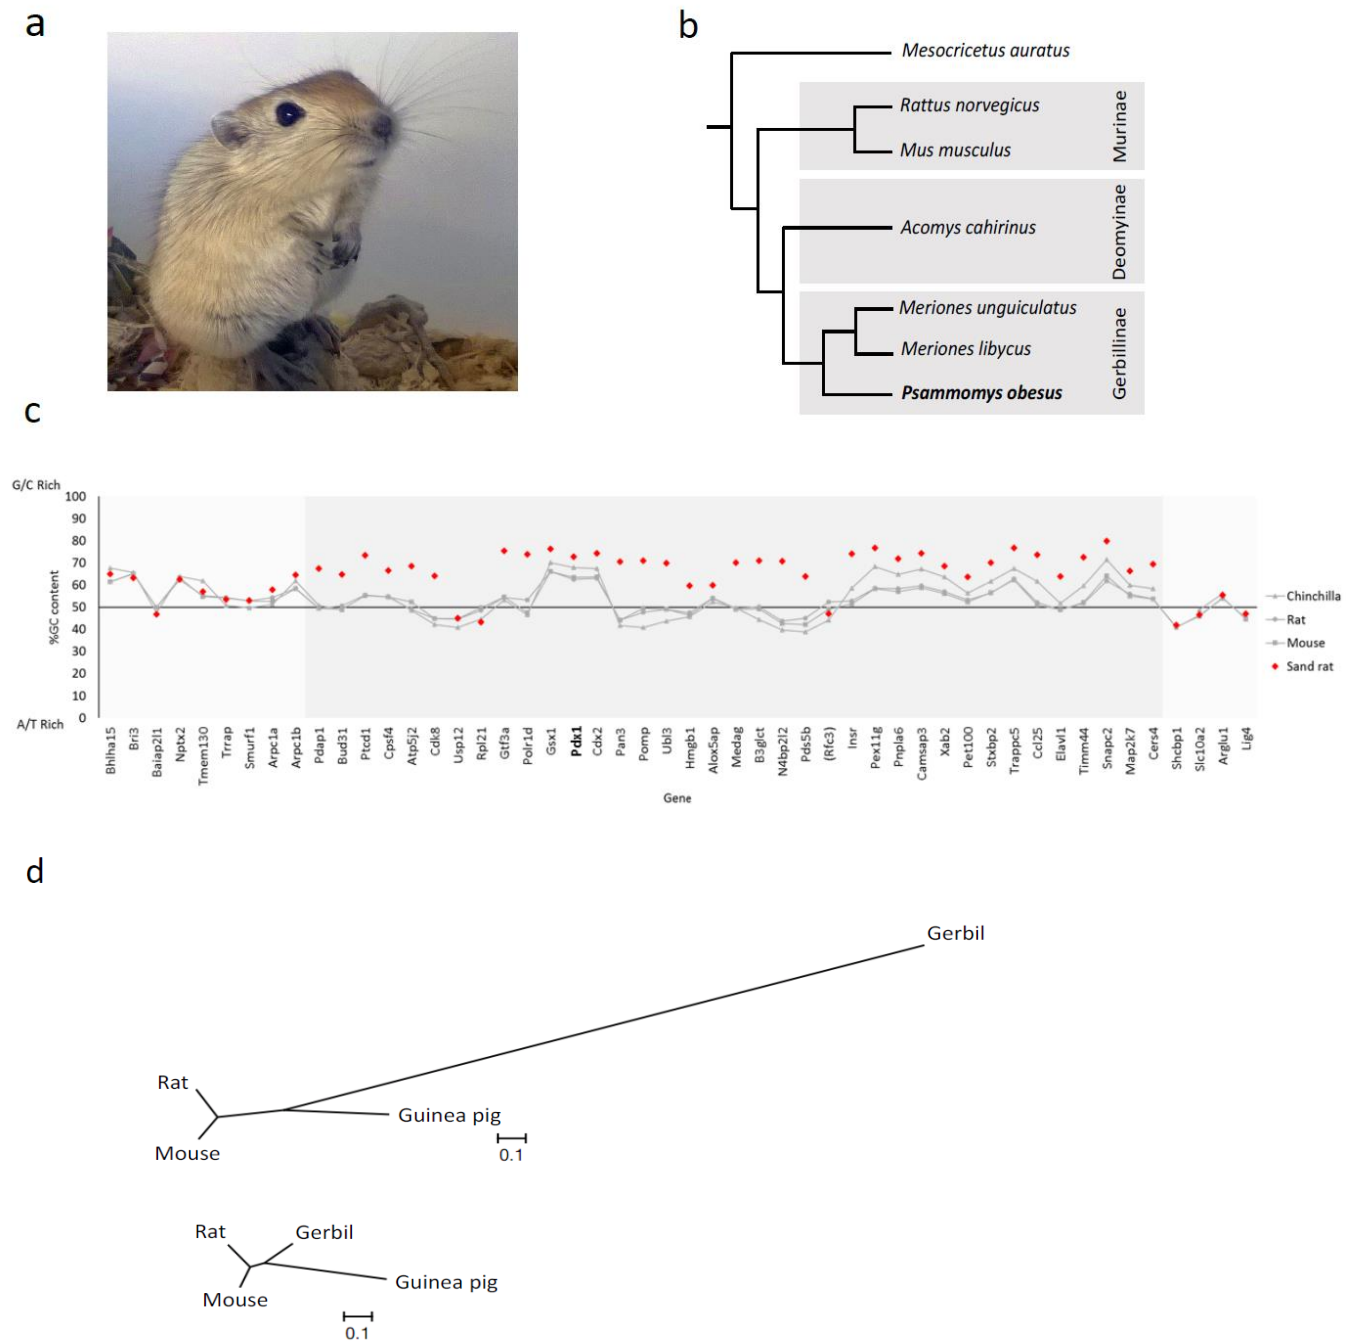 a
b
Mesocricetus auratus
Rattus norvegicus
Mus musculus
Murinae
Acomys cahirinus
Deomyinae
Meriones unguiculatus
Meriones libycus
Psammomys obesus
Gerbillinae
c
G/C Rich
100
90
80
70
60
50
40
30
20
10
0
%GC content
A/T Rich
Bhlha15
Bri3
Baiap2l1
Nptx2
Tmem130
Trrap
Smurf1
Arpc1a
Arpc1b
Pdap1
Bud31
Ptcd1
Cpsf4
Atp5j2
Cdk8
Usp12
Rpl21
Gtf3a
Polr1d
Gsx1
Pdx1
Cdx2
Pan3
Pomp
Ubl3
Hmgb1
Alox5ap
Medag
B3glct
N4bp2l2
Pds5b
(Rfc3)
Insr
Pex11g
Pnpla6
Camsap3
Xab2
Pet100
Stxbp2
Trappc5
Ccl25
Elavl1
Timm44
Snapc2
Map2k7
Cers4
Shcbp1
Slc10a2
Arglu1
Lig4
Gene
Chinchilla
Rat
Mouse
Sand rat
d
Gerbil
Rat
Guinea pig
Mouse
0.1
Rat
Gerbil
Guinea pig
Mouse
0.1